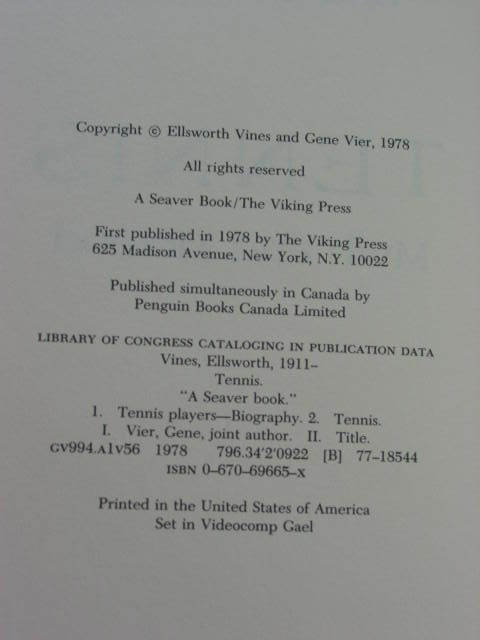 Copyright © Ellsworth Vines and Gene Vier, 1978
All rights reserved
A Seaver Book/The Viking Press
First published in 1978 by The Viking Press
625 Madison Avenue, New York, N.Y. 10022
Published simultaneously in Canada by
Penguin Books Canada Limited
LIBRARY OF CONGRESS CATALOGING IN PUBLICATION DATA
Vines, Ellsworth, 1911–
Tennis.
"A Seaver book."
1. Tennis players—Biography. 2. Tennis.
I. Vier, Gene, joint author. II. Title.
GV994.A1V56 1978 796.34'2'0922 [B] 77-18544
ISBN 0-670-69665-X
Printed in the United States of America
Set in Videocomp Gael